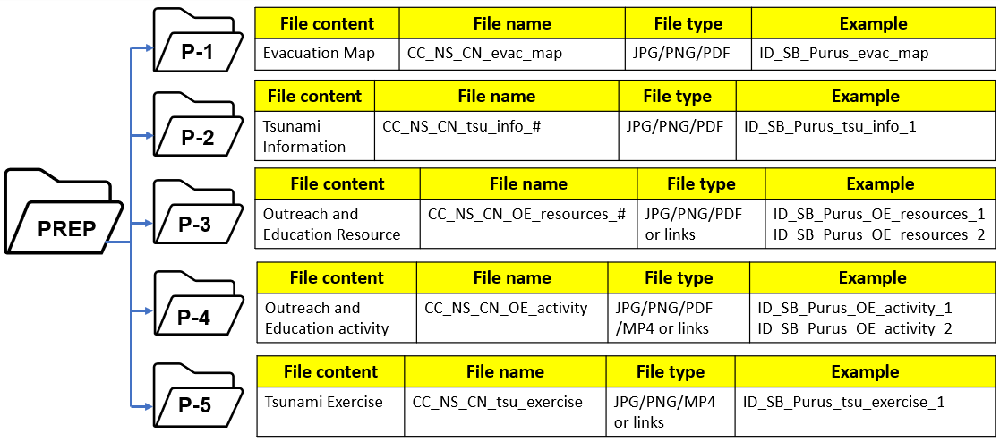 PREP
P-1
File content File name File type Example
Evacuation Map CC_NS_CN_evac_map JPG/PNG/PDF ID_SB_Purus_evac_map
P-2
File content File name File type Example
Tsunami CC_NS_CN_tsu_info_# JPG/PNG/PDF ID_SB_Purus_tsu_info_1
Information
P-3
File content File name File type Example
Outreach and CC_NS_CN_OE_resources_# JPG/PNG/PDF ID_SB_Purus_OE_resources_1
Education Resource or links ID_SB_Purus_OE_resources_2
P-4
File content File name File type Example
Outreach and CC_NS_CN_OE_activity JPG/PNG/PDF ID_SB_Purus_OE_activity_1
Education activity /MP4 or links ID_SB_Purus_OE_activity_2
P-5
File content File name File type Example
Tsunami Exercise CC_NS_CN_tsu_exercise JPG/PNG/MP4 ID_SB_Purus_tsu_exercise_1
or links